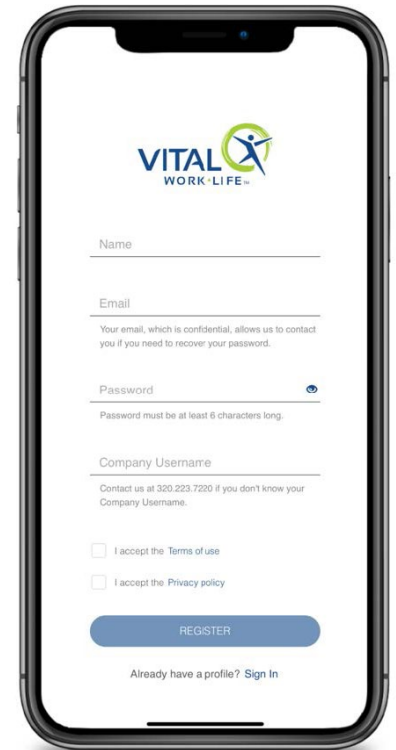 VITAL
WORK•LIFE™
Name
Email
Your email, which is confidential, allows us to contact
you if you need to recover your password.
Password
Password must be at least 6 characters long.
Company Username
Contact us at 320.223.7220 if you don't know your
Company Username.
I accept the Terms of use
I accept the Privacy policy
REGISTER
Already have a profile? Sign In